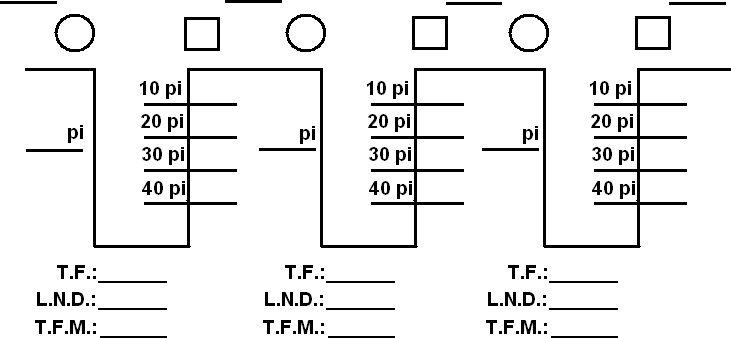 10 pi 10 pi 10 pi
20 pi 20 pi 20 pi
pi pi pi
30 pi 30 pi 30 pi
40 pi 40 pi 40 pi
T.F.: T.F.: T.F.:
L.N.D.: L.N.D.: L.N.D.:
T.F.M.: T.F.M.: T.F.M.: